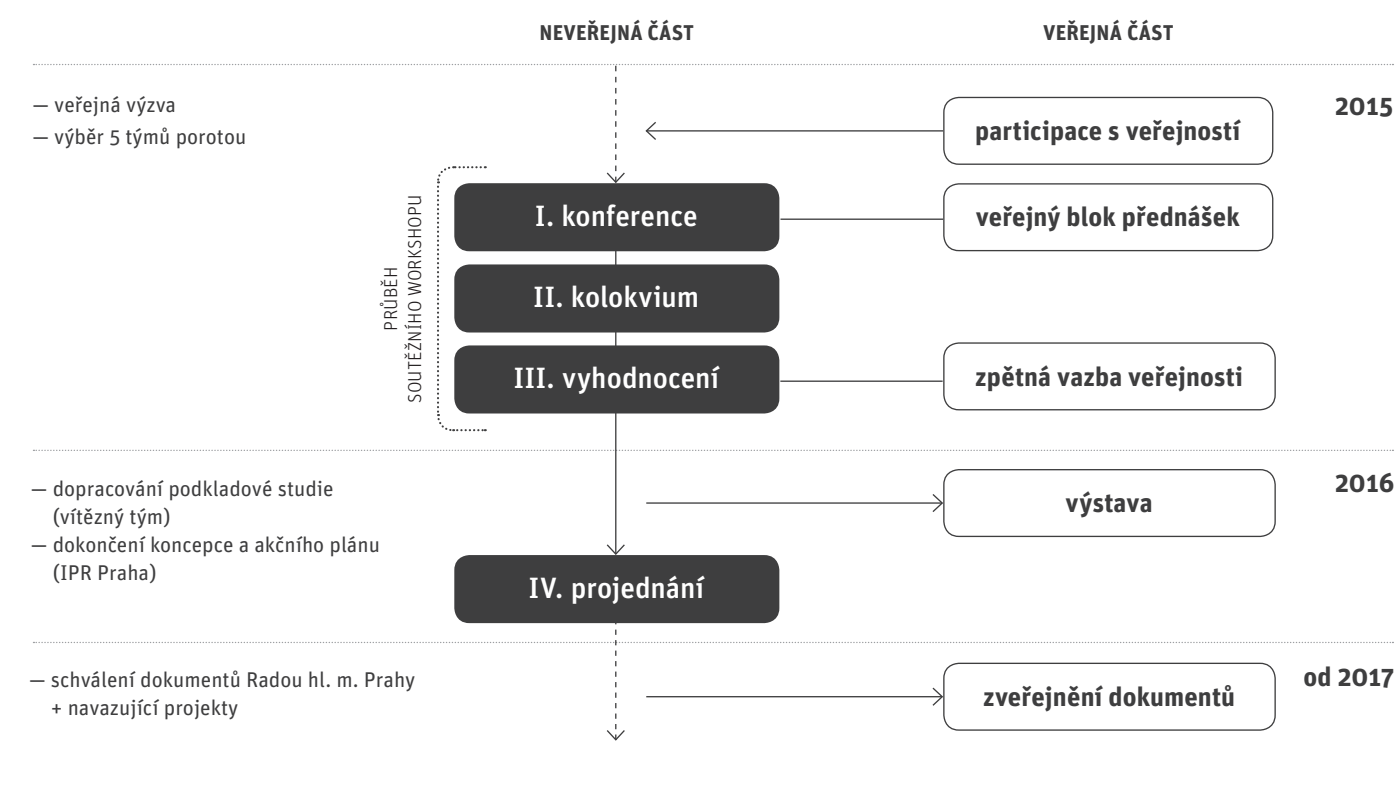 NEVEŘEJNÁ ČÁST
VEŘEJNÁ ČÁST
2015
— veřejná výzva
— výběr 5 týmů porotou
participace s veřejností
PRŮBĚH
SOUTĚŽNÍHO WORKSHOPU
I. konference
veřejný blok přednášek
II. kolokvium
III. vyhodnocení
zpětná vazba veřejnosti
2016
— dopracování podkladové studie
(vítězný tým)
— dokončení koncepce a akčního plánu
(IPR Praha)
výstava
IV. projednání
od 2017
— schválení dokumentů Radou hl. m. Prahy
+ navazující projekty
zveřejnění dokumentů